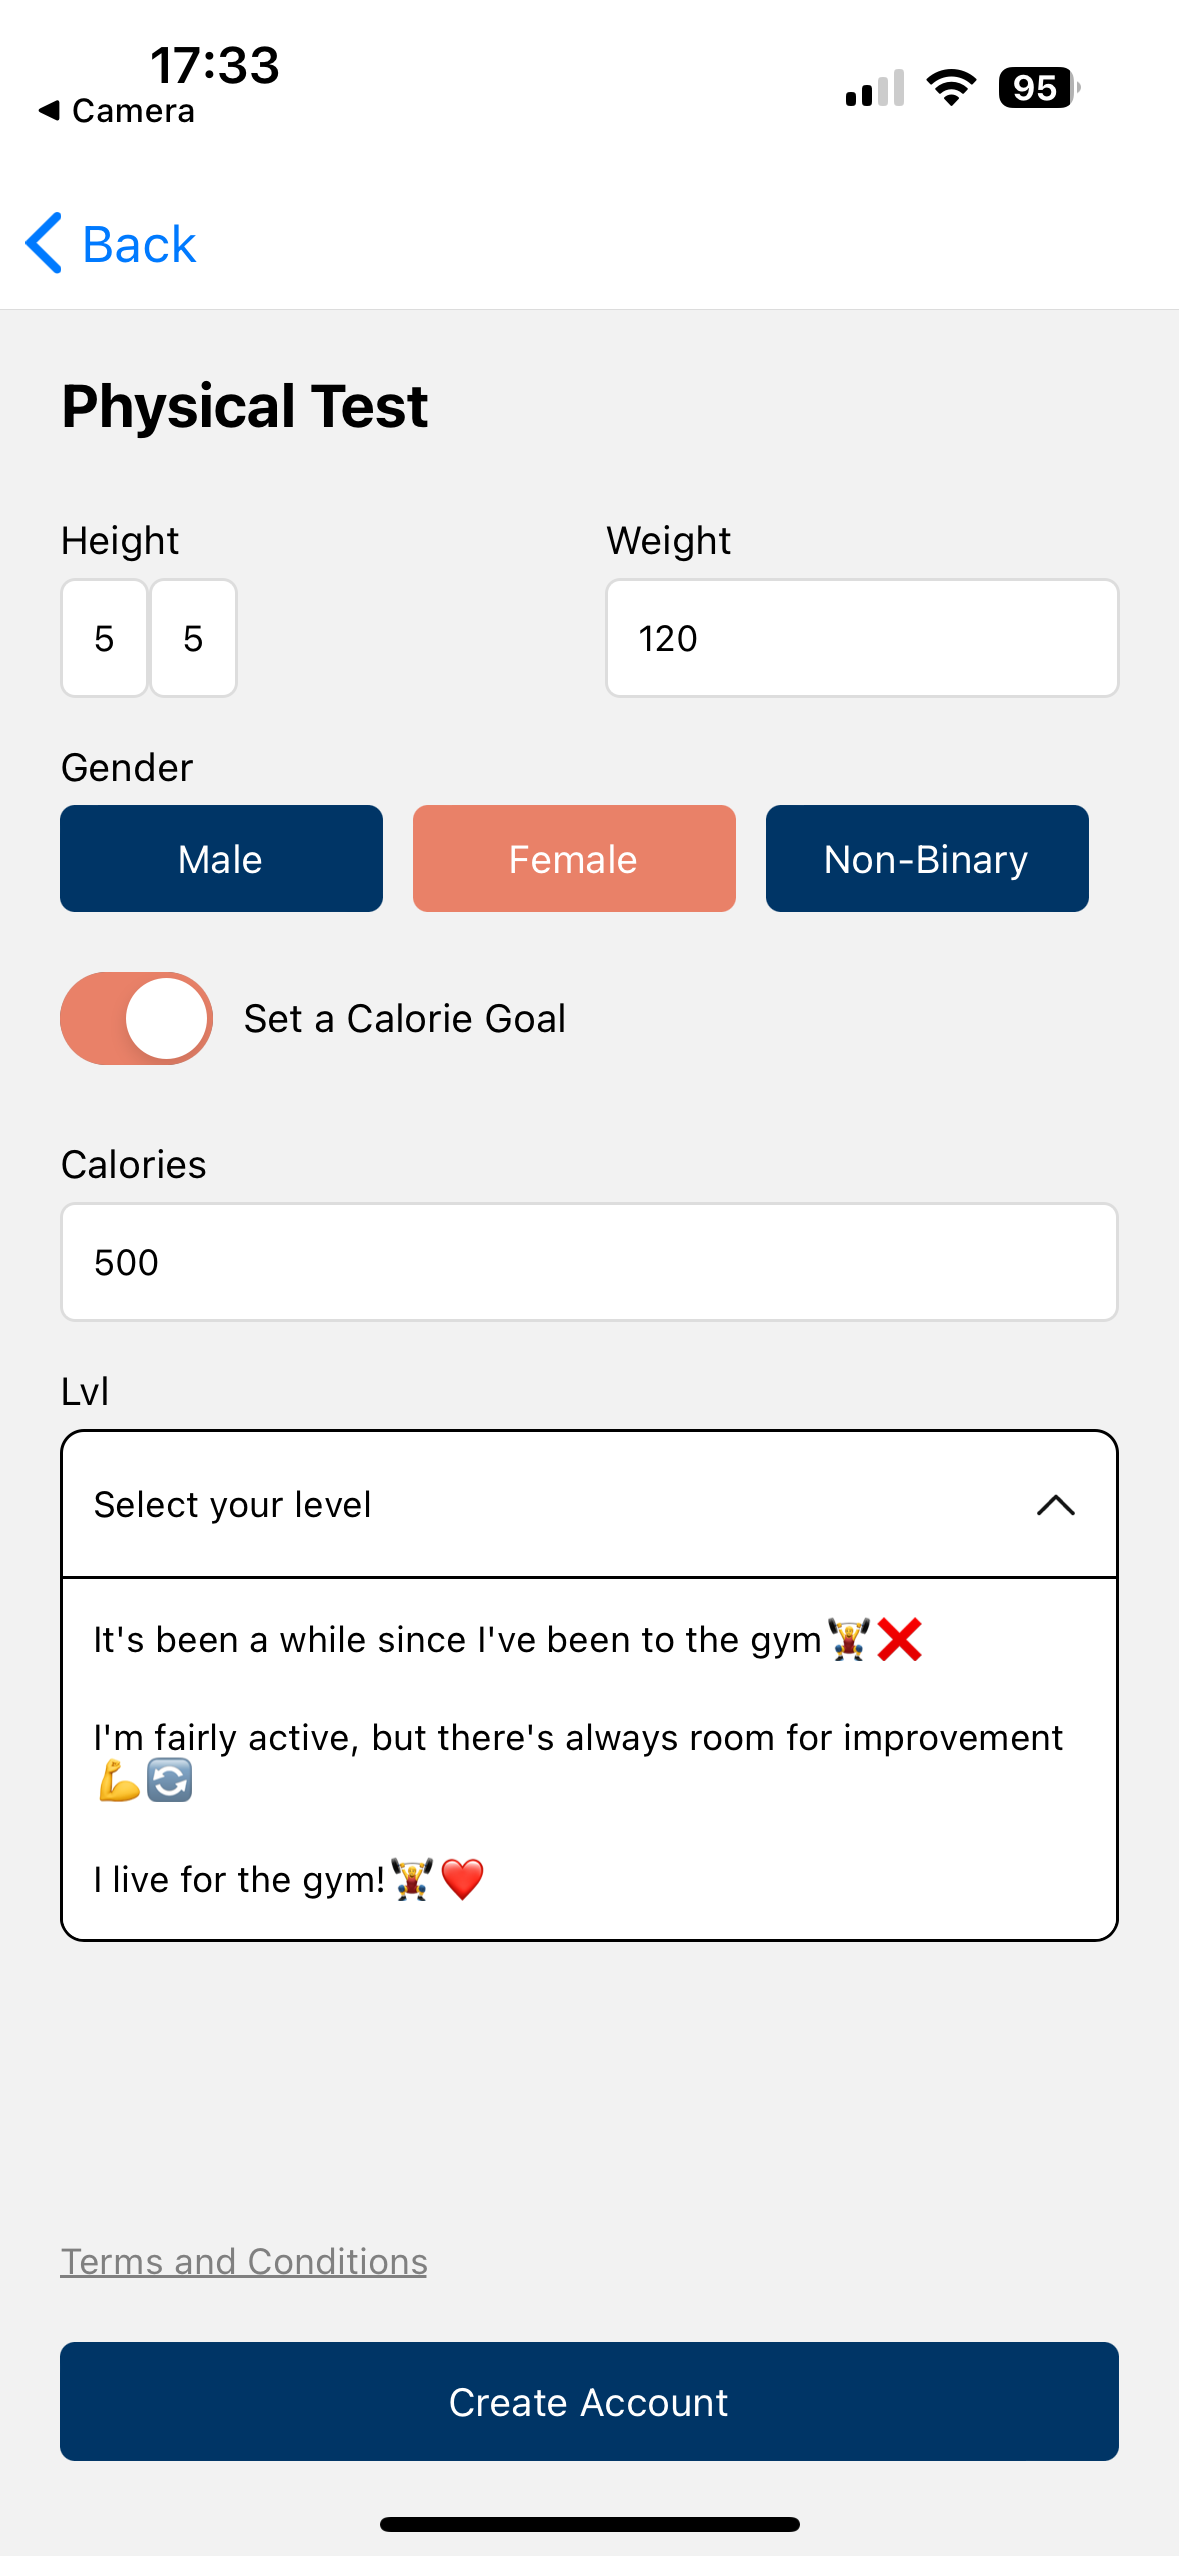 17:33
◀ Camera
95
Back
Physical Test
Height
Weight
5 5
120
Gender
Male
Female
Non-Binary
Set a Calorie Goal
Calories
500
Lvl
Select your level
It's been a while since I've been to the gym🏋️❌
I'm fairly active, but there's always room for improvement
💪🔄
I live for the gym!🏋️❤️
Terms and Conditions
Create Account